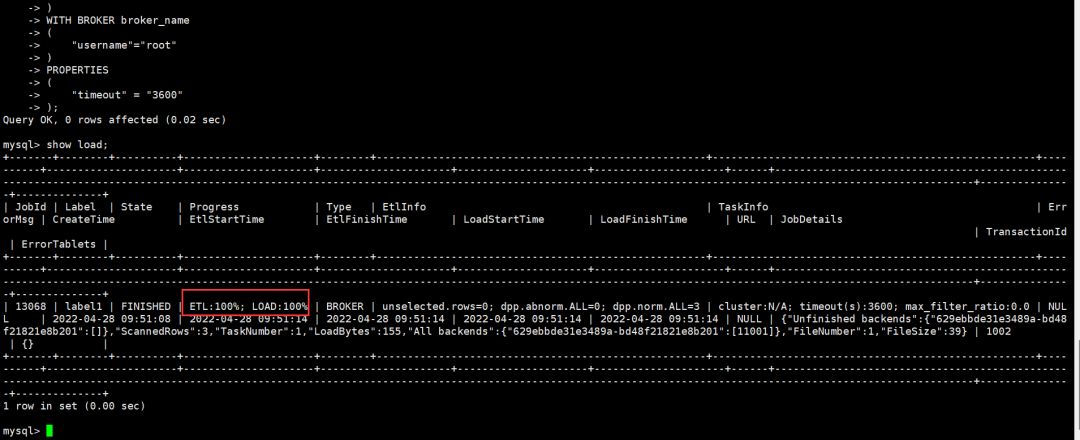 -> )
    -> WITH BROKER broker_name
    -> (
    ->     "username"="root"
    -> )
    -> PROPERTIES
    -> (
    ->     "timeout" = "3600"
    -> );
Query OK, 0 rows affected (0.02 sec)
mysql> show load;
| JobId | Label | State    | Progress            | Type   | EtlInfo                                             | TaskInfo                                            | Err
orMsg | CreateTime          | EtlStartTime        | EtlFinishTime       | LoadStartTime       | LoadFinishTime      | URL  | JobDetails
| TransactionId
| ErrorTablets |
| 13068 | label1 | FINISHED | ETL:100%; LOAD:100% | BROKER | unselected.rows=0; dpp.abnorm.ALL=0; dpp.norm.ALL=3 | cluster:N/A; timeout(s):3600; max_filter_ratio:0.0 | NUL
L     | 2022-04-28 09:51:08 | 2022-04-28 09:51:14 | 2022-04-28 09:51:14 | 2022-04-28 09:51:14 | 2022-04-28 09:51:14 | NULL | {"Unfinished backends":{"629ebbde31e3489a-bd48
f21821e8b201":[]},"ScannedRows":3,"TaskNumber":1,"LoadBytes":155,"All backends":{"629ebbde31e3489a-bd48f21821e8b201":[11001]},"FileNumber":1,"FileSize":39} | 1002
| {}           |
1 row in set (0.00 sec)
mysql>